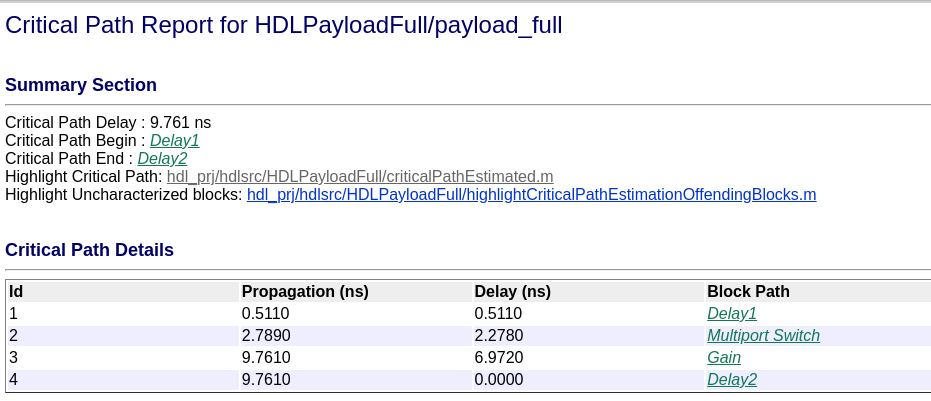 Critical Path Report for HDLPayloadFull/payload_full
Summary Section
Critical Path Delay : 9.761 ns
Critical Path Begin : Delay1
Critical Path End : Delay2
Highlight Critical Path: hdl_prj/hdlsrc/HDLPayloadFull/criticalPathEstimated.m
Highlight Uncharacterized blocks: hdl_prj/hdlsrc/HDLPayloadFull/highlightCriticalPathEstimationOffendingBlocks.m
Critical Path Details
Id Propagation (ns) Delay (ns) Block Path
1 0.5110 0.5110 Delay1
2 2.7890 2.2780 Multiport Switch
3 9.7610 6.9720 Gain
4 9.7610 0.0000 Delay2